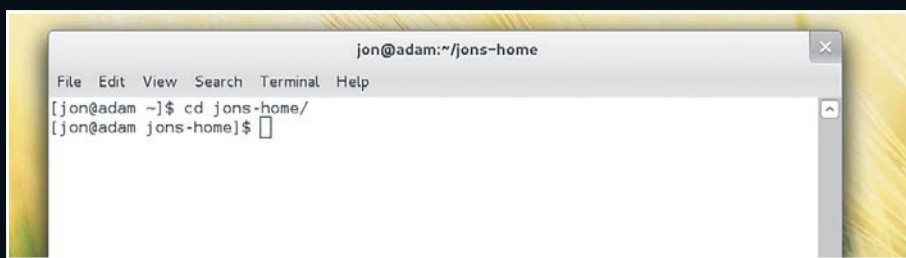 jon@adam:~/jons-home
File Edit View Search Terminal Help
[jon@adam ~]$ cd jons-home/
[jon@adam jons-home]$